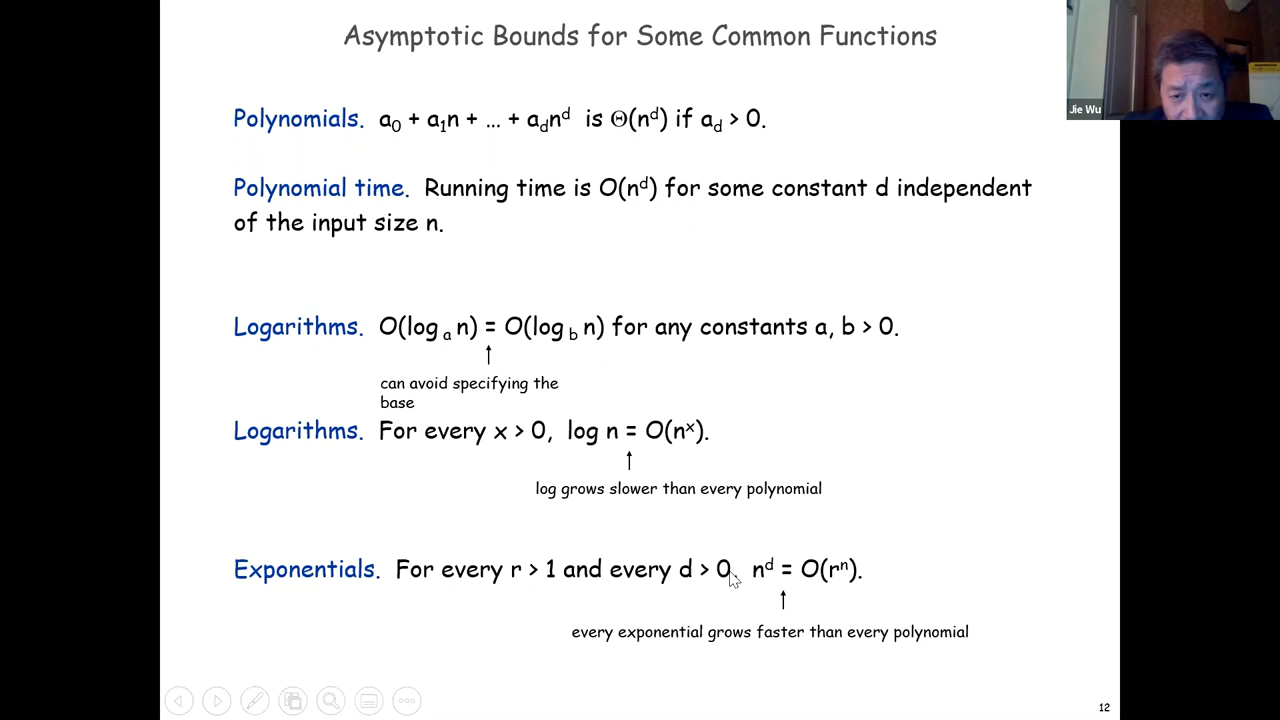 Asymptotic Bounds for Some Common Functions
Jie Wu
Polynomials. a₀ + a₁n + … + a_dnᵈ is Θ(nᵈ) if a_d > 0.
Polynomial time. Running time is O(nᵈ) for some constant d independent
of the input size n.
Logarithms. O(log ₐ n) = O(log _b n) for any constants a, b > 0.
can avoid specifying the
base
Logarithms. For every x > 0, log n = O(nˣ).
log grows slower than every polynomial
Exponentials. For every r > 1 and every d > 0, nᵈ = O(rⁿ).
every exponential grows faster than every polynomial
12